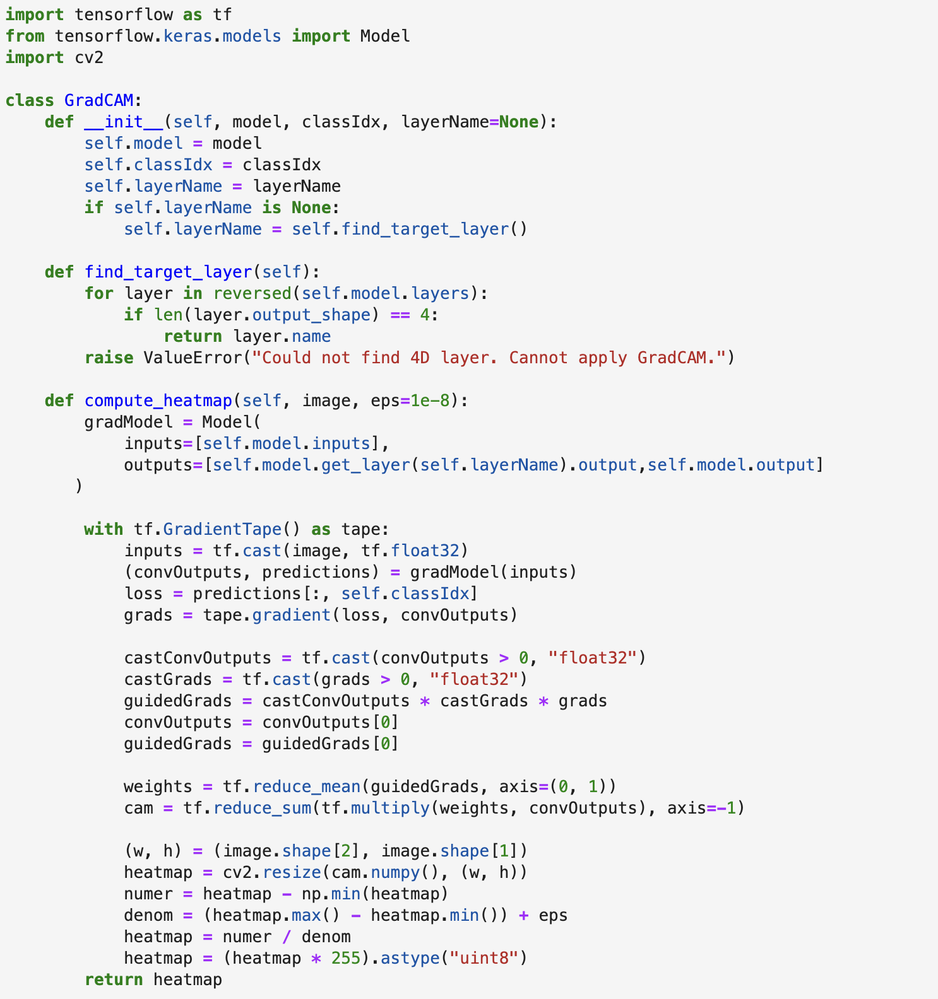 import tensorflow as tf
from tensorflow.keras.models import Model
import cv2

class GradCAM:
    def __init__(self, model, classIdx, layerName=None):
        self.model = model
        self.classIdx = classIdx
        self.layerName = layerName
        if self.layerName is None:
            self.layerName = self.find_target_layer()

    def find_target_layer(self):
        for layer in reversed(self.model.layers):
            if len(layer.output_shape) == 4:
                return layer.name
        raise ValueError("Could not find 4D layer. Cannot apply GradCAM.")

    def compute_heatmap(self, image, eps=1e-8):
        gradModel = Model(
            inputs=[self.model.inputs],
            outputs=[self.model.get_layer(self.layerName).output,self.model.output]
       )

        with tf.GradientTape() as tape:
            inputs = tf.cast(image, tf.float32)
            (convOutputs, predictions) = gradModel(inputs)
            loss = predictions[:, self.classIdx]
            grads = tape.gradient(loss, convOutputs)

            castConvOutputs = tf.cast(convOutputs > 0, "float32")
            castGrads = tf.cast(grads > 0, "float32")
            guidedGrads = castConvOutputs * castGrads * grads
            convOutputs = convOutputs[0]
            guidedGrads = guidedGrads[0]

            weights = tf.reduce_mean(guidedGrads, axis=(0, 1))
            cam = tf.reduce_sum(tf.multiply(weights, convOutputs), axis=-1)

            (w, h) = (image.shape[2], image.shape[1])
            heatmap = cv2.resize(cam.numpy(), (w, h))
            numer = heatmap - np.min(heatmap)
            denom = (heatmap.max() - heatmap.min()) + eps
            heatmap = numer / denom
            heatmap = (heatmap * 255).astype("uint8")
        return heatmap